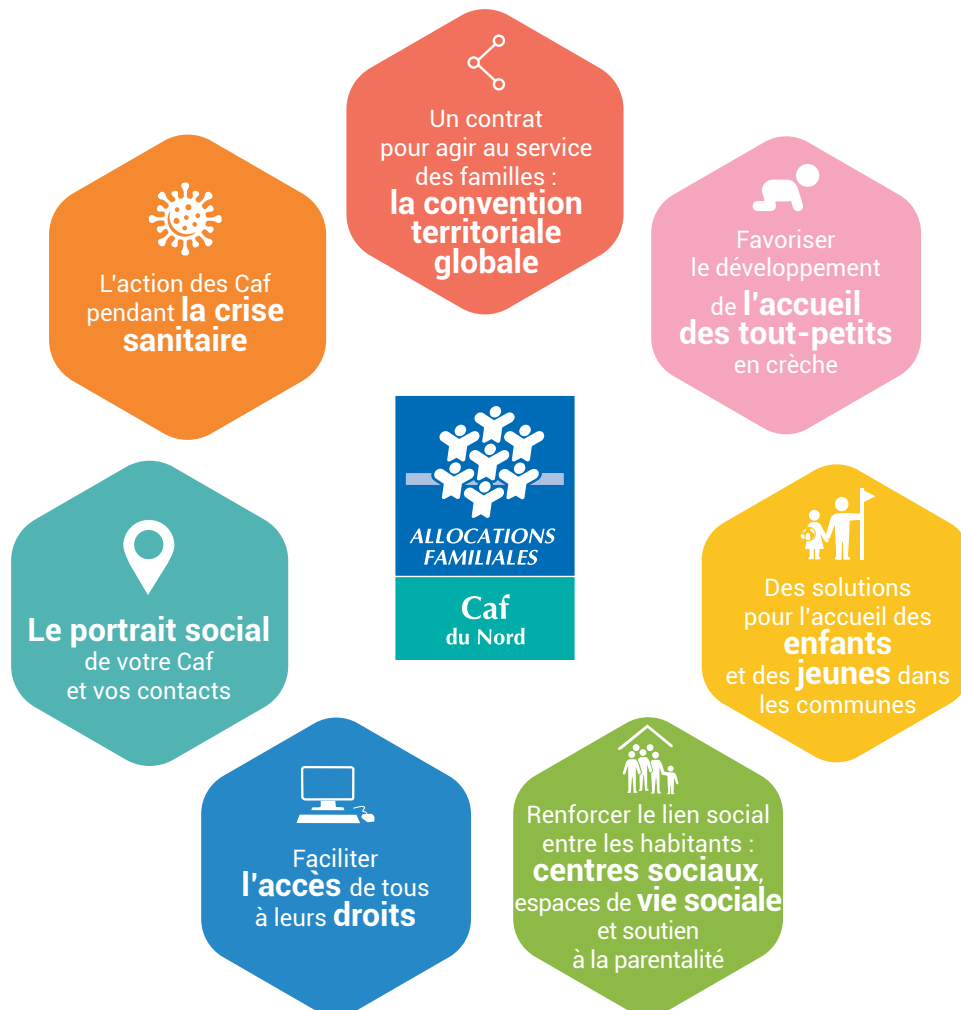 Un contrat
pour agir au service
des familles :
la convention
territoriale
globale
L'action des Caf
pendant la crise
sanitaire
Favoriser
le développement
de l'accueil
des tout-petits
en crèche
ALLOCATIONS
FAMILIALES
Caf
du Nord
Le portrait social
de votre Caf
et vos contacts
Des solutions
pour l'accueil des
enfants
et des jeunes dans
les communes
Faciliter
l'accès de tous
à leurs droits
Renforcer le lien social
entre les habitants :
centres sociaux,
espaces de vie sociale
et soutien
à la parentalité